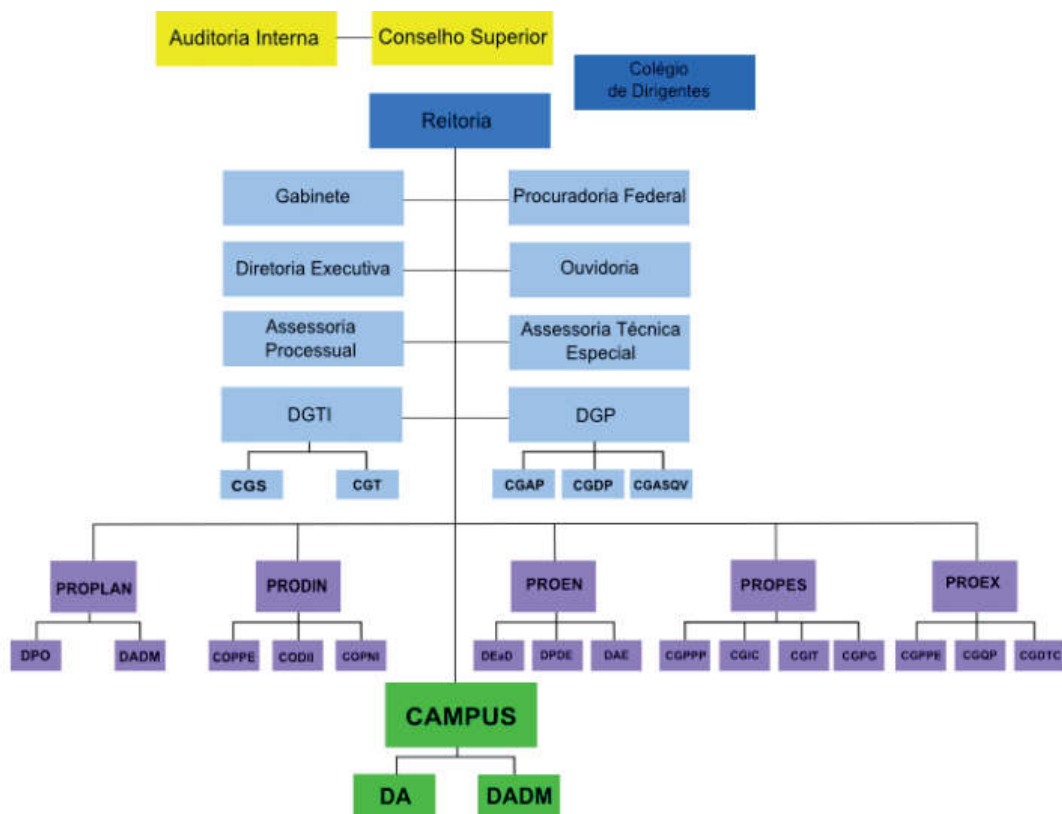 Auditoria Interna
Conselho Superior
Colégio
de Dirigentes
Reitoria
Gabinete
Procuradoria Federal
Diretoria Executiva
Ouvidoria
Assessoria
Processual
Assessoria Técnica
Especial
DGTI
DGP
CGS
CGT
CGAP
CGDP
CGASQV
PROPLAN
PRODIN
PROEN
PROPES
PROEX
DPO
DADM
COPPE
CODII
COPNI
DEaD
DPDE
DAE
CGPPP
CGIC
CGIT
CGPG
CGPPE
CGQP
CGDTC
CAMPUS
DA
DADM